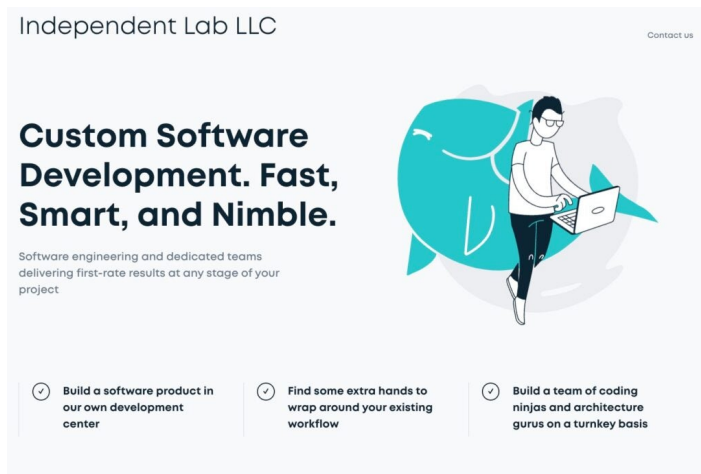 Independent Lab LLC
Contact us
Custom Software
Development. Fast,
Smart, and Nimble.
Software engineering and dedicated teams
delivering first-rate results at any stage of your
project
Build a software product in
our own development
center
Find some extra hands to
wrap around your existing
workflow
Build a team of coding
ninjas and architecture
gurus on a turnkey basis